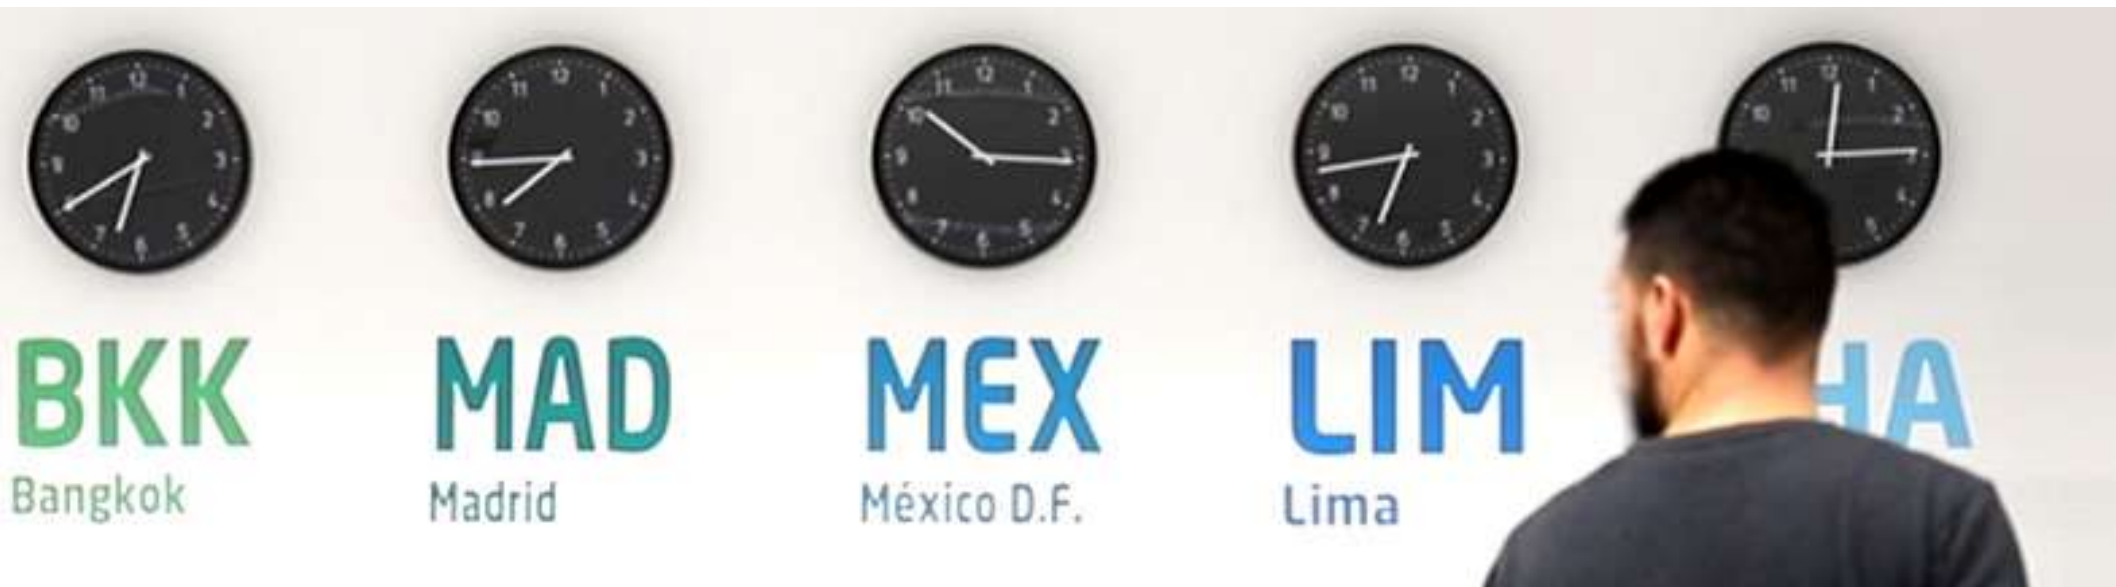 BKK
Bangkok
MAD
Madrid
MEX
México D.F.
LIM
Lima
HA